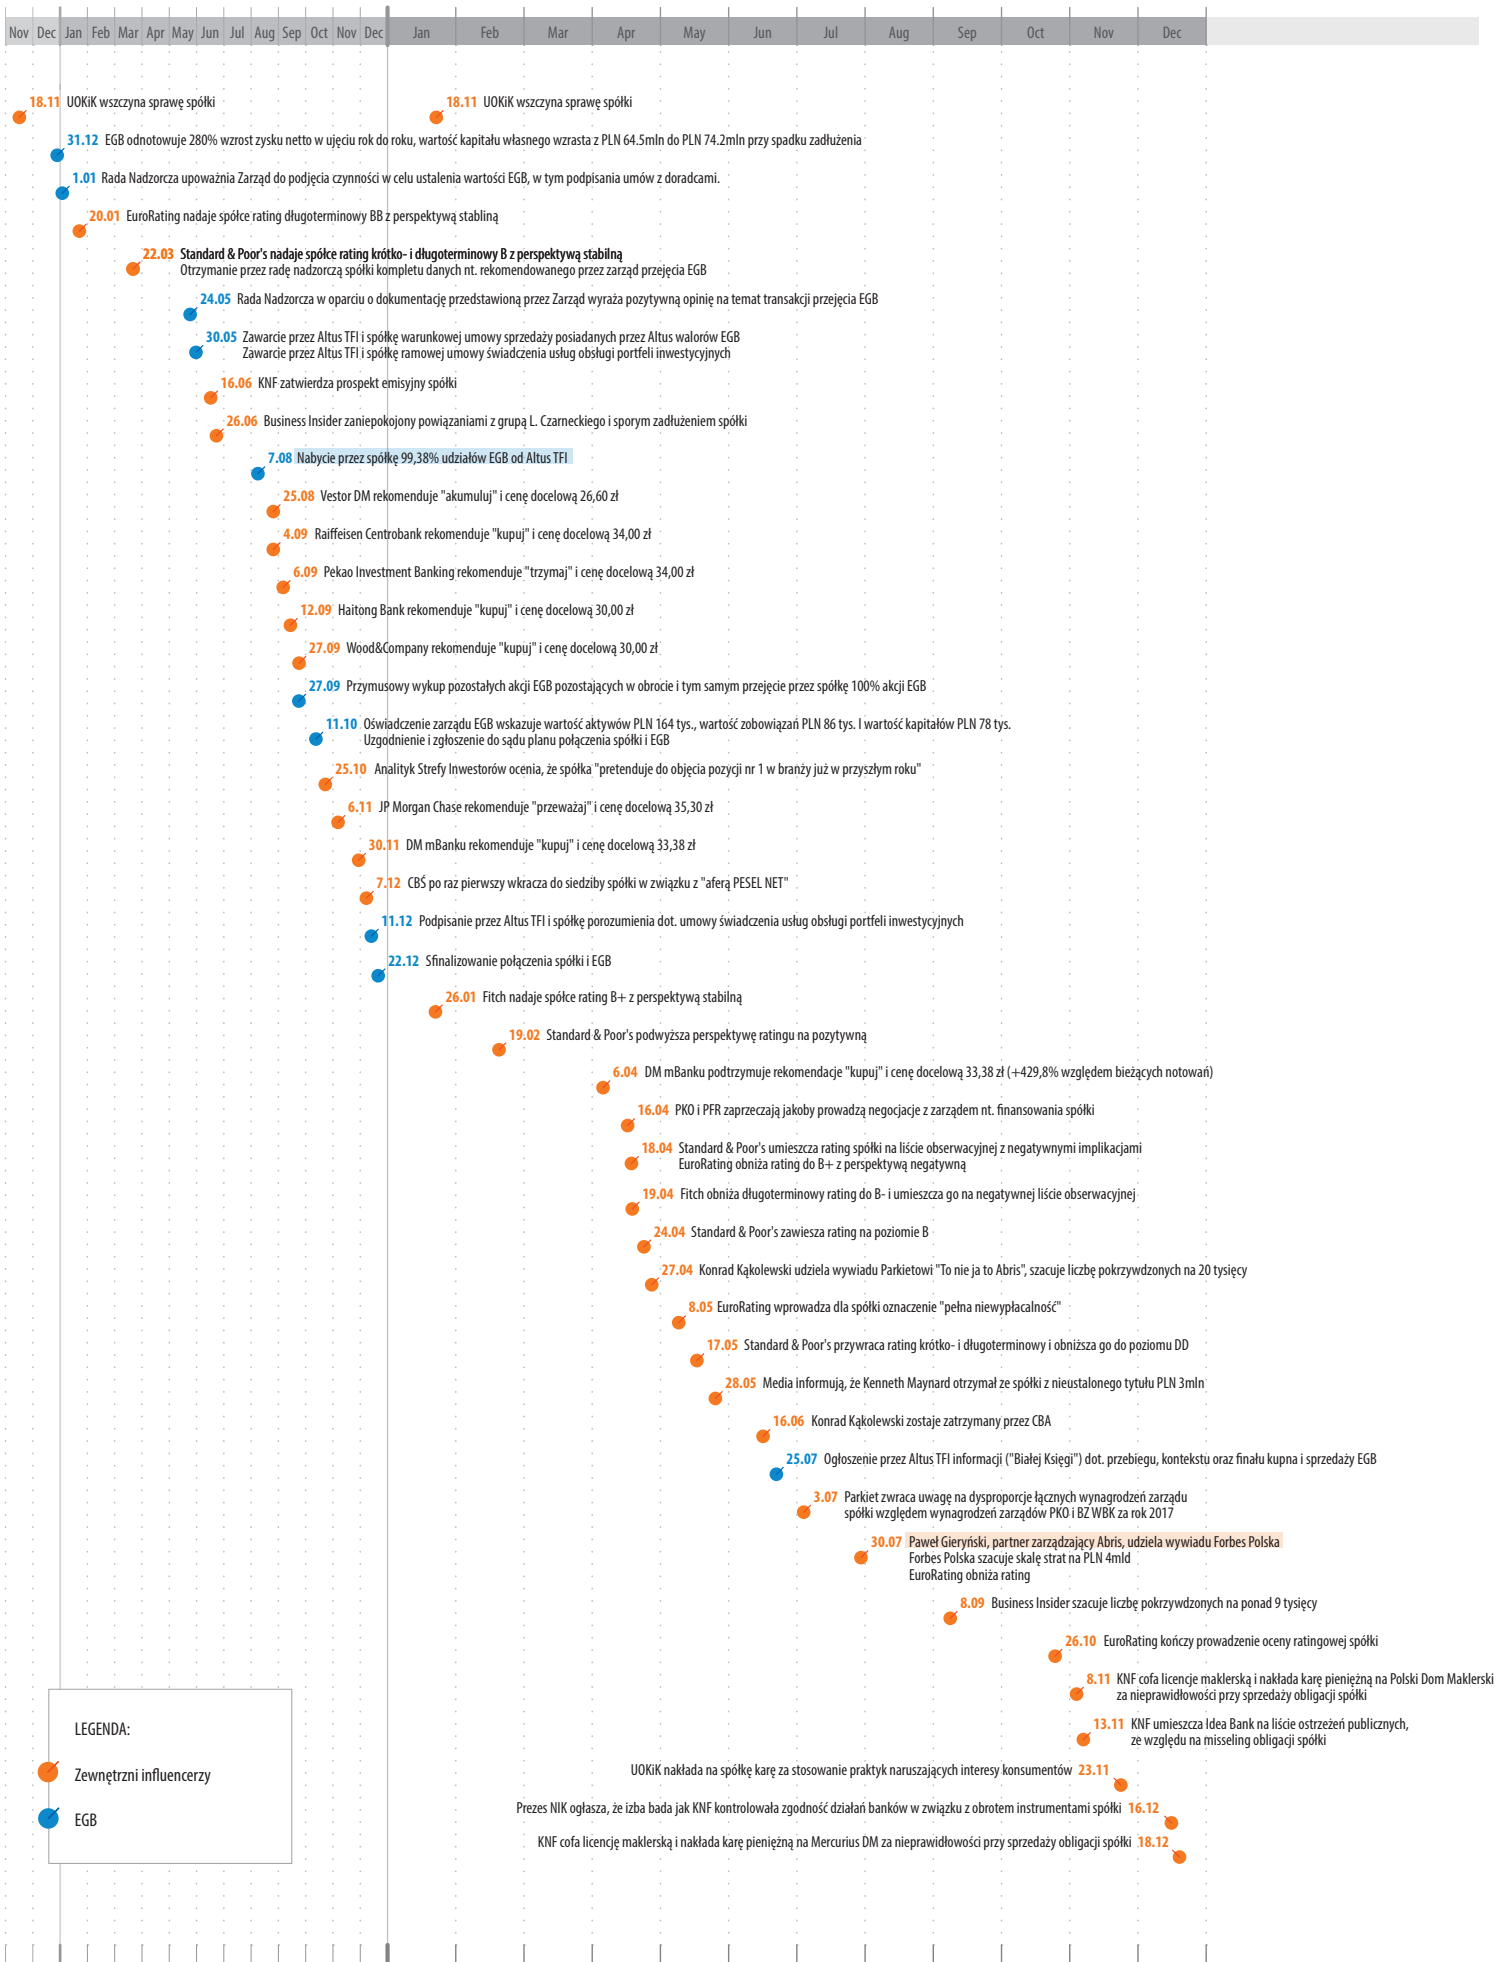 Nov Dec Jan Feb Mar Apr May Jun Jul Aug Sep Oct Nov Dec Jan Feb Mar Apr May Jun Jul Aug Sep Oct Nov Dec
18.11 UOKiK wszczyna sprawę spółki
18.11 UOKiK wszczyna sprawę spółki
31.12 EGB odnotowuje 280% wzrost zysku netto w ujęciu rok do roku, wartość kapitału własnego wzrasta z PLN 64.5mln do PLN 74.2mln przy spadku zadłużenia
1.01 Rada Nadzorcza upoważnia Zarząd do podjęcia czynności w celu ustalenia wartości EGB, w tym podpisania umów z doradcami.
20.01 EuroRating nadaje spółce rating długoterminowy BB z perspektywą stabliną
22.03 Standard & Poor's nadaje spółce rating krótko- i długoterminowy B z perspektywą stabilną
Otrzymanie przez radę nadzorczą spółki kompletu danych nt. rekomendowanego przez zarząd przejęcia EGB
24.05 Rada Nadzorcza w oparciu o dokumentację przedstawioną przez Zarząd wyraża pozytywną opinię na temat transakcji przejęcia EGB
30.05 Zawarcie przez Altus TFI i spółkę warunkowej umowy sprzedaży posiadanych przez Altus walorów EGB
Zawarcie przez Altus TFI i spółkę ramowej umowy świadczenia usług obsługi portfeli inwestycyjnych
16.06 KNF zatwierdza prospekt emisyjny spółki
26.06 Business Insider zaniepokojony powiązaniami z grupą L. Czarneckiego i sporym zadłużeniem spółki
7.08 Nabycie przez spółkę 99,38% udziałów EGB od Altus TFI
25.08 Vestor DM rekomenduje "akumuluj" i cenę docelową 26,60 zł
4.09 Raiffeisen Centrobank rekomenduje "kupuj" i cenę docelową 34,00 zł
6.09 Pekao Investment Banking rekomenduje "trzymaj" i cenę docelową 34,00 zł
12.09 Haitong Bank rekomenduje "kupuj" i cenę docelową 30,00 zł
27.09 Wood&Company rekomenduje "kupuj" i cenę docelową 30,00 zł
27.09 Przymusowy wykup pozostałych akcji EGB pozostających w obrocie i tym samym przejęcie przez spółkę 100% akcji EGB
11.10 Oświadczenie zarządu EGB wskazuje wartość aktywów PLN 164 tys., wartość zobowiązań PLN 86 tys. I wartość kapitałów PLN 78 tys.
Uzgodnienie i zgłoszenie do sądu planu połączenia spółki i EGB
25.10 Analityk Strefy Inwestorów ocenia, że spółka "pretenduje do objęcia pozycji nr 1 w branży już w przyszłym roku"
6.11 JP Morgan Chase rekomenduje "przeważaj" i cenę docelową 35,30 zł
30.11 DM mBanku rekomenduje "kupuj" i cenę docelową 33,38 zł
7.12 CBŚ po raz pierwszy wkracza do siedziby spółki w związku z "aferą PESEL NET"
11.12 Podpisanie przez Altus TFI i spółkę porozumienia dot. umowy świadczenia usług obsługi portfeli inwestycyjnych
22.12 Sfinalizowanie połączenia spółki i EGB
26.01 Fitch nadaje spółce rating B+ z perspektywą stabilną
19.02 Standard & Poor's podwyższa perspektywę ratingu na pozytywną
6.04 DM mBanku podtrzymuje rekomendacje "kupuj" i cenę docelową 33,38 zł (+429,8% względem bieżących notowań)
16.04 PKO i PFR zaprzeczają jakoby prowadzą negocjacje z zarządem nt. finansowania spółki
18.04 Standard & Poor's umieszcza rating spółki na liście obserwacyjnej z negatywnymi implikacjami
EuroRating obniża rating do B+ z perspektywą negatywną
19.04 Fitch obniża długoterminowy rating do B- i umieszcza go na negatywnej liście obserwacyjnej
24.04 Standard & Poor's zawiesza rating na poziomie B
27.04 Konrad Kąkolewski udziela wywiadu Parkietowi "To nie ja to Abris", szacuje liczbę pokrzywdzonych na 20 tysięcy
8.05 EuroRating wprowadza dla spółki oznaczenie "pełna niewypłacalność"
17.05 Standard & Poor's przywraca rating krótko- i długoterminowy i obniższa go do poziomu DD
28.05 Media informują, że Kenneth Maynard otrzymał ze spółki z nieustalonego tytułu PLN 3mln
16.06 Konrad Kąkolewski zostaje zatrzymany przez CBA
25.07 Ogłoszenie przez Altus TFI informacji ("Białej Księgi") dot. przebiegu, kontekstu oraz finału kupna i sprzedaży EGB
3.07 Parkiet zwraca uwagę na dysproporcje łącznych wynagrodzeń zarządu
spółki względem wynagrodzeń zarządów PKO i BZ WBK za rok 2017
30.07 Paweł Gieryński, partner zarządzający Abris, udziela wywiadu Forbes Polska
Forbes Polska szacuje skalę strat na PLN 4mld
EuroRating obniża rating
8.09 Business Insider szacuje liczbę pokrzywdzonych na ponad 9 tysięcy
26.10 EuroRating kończy prowadzenie oceny ratingowej spółki
8.11 KNF cofa licencje maklerską i nakłada karę pieniężną na Polski Dom Maklerski
za nieprawidłowości przy sprzedaży obligacji spółki
13.11 KNF umieszcza Idea Bank na liście ostrzeżeń publicznych,
ze względu na misseling obligacji spółki
UOKiK nakłada na spółkę karę za stosowanie praktyk naruszających interesy konsumentów 23.11
Prezes NIK ogłasza, że izba bada jak KNF kontrolowała zgodność działań banków w związku z obrotem instrumentami spółki 16.12
KNF cofa licencję maklerską i nakłada karę pieniężną na Mercurius DM za nieprawidłowości przy sprzedaży obligacji spółki 18.12
LEGENDA:
Zewnętrzni influencerzy
EGB